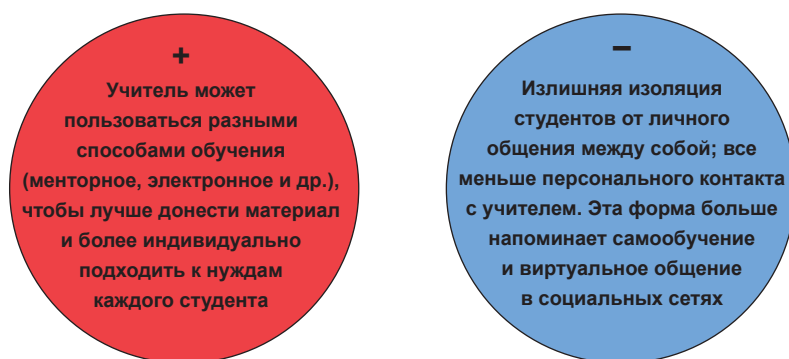 +
Учитель может
пользоваться разными
способами обучения
(менторное, электронное и др.),
чтобы лучше донести материал
и более индивидуально
подходить к нуждам
каждого студента
–
Излишняя изоляция
студентов от личного
общения между собой; все
меньше персонального контакта
с учителем. Эта форма больше
напоминает самообучение
и виртуальное общение
в социальных сетях